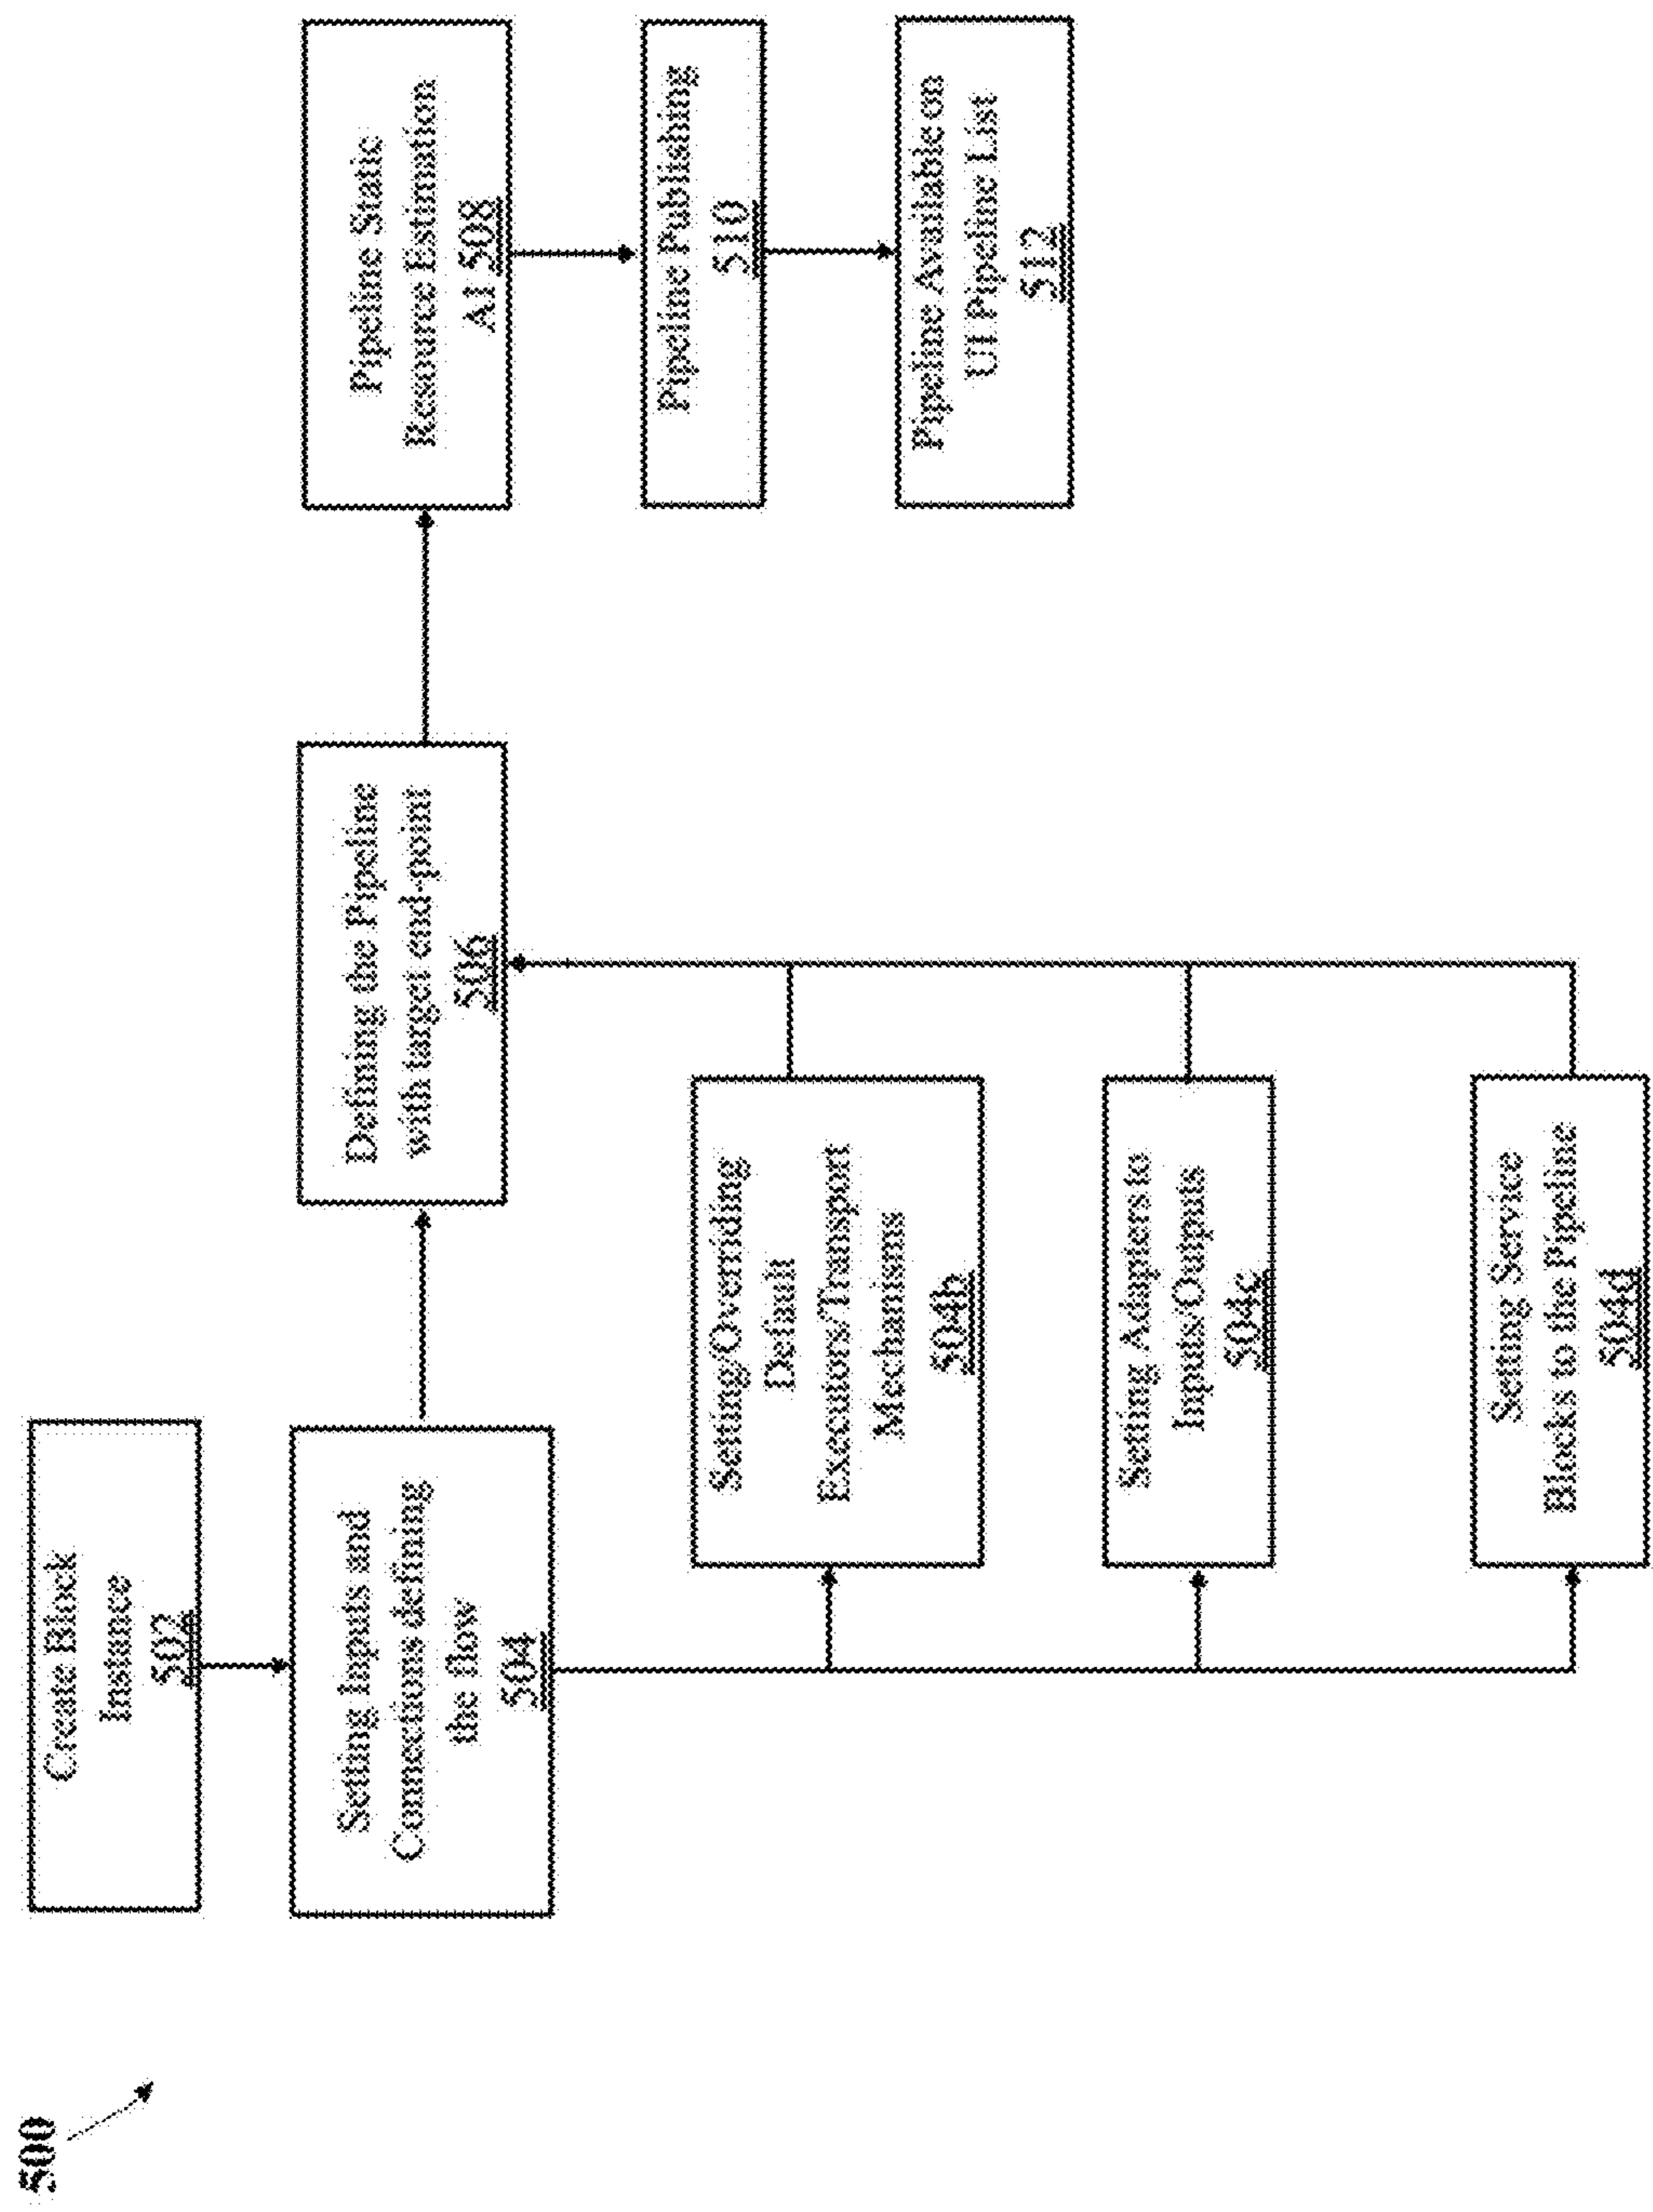 500
Create Block
Instance
502
Setting Inputs and
Connections defining
the flow
504
Setting/Overriding
Default
Executors/Transport
Mechanisms
504b
Setting Adapters to
Inputs/Outputs
504c
Setting Service
Blocks to the Pipeline
504d
Defining the Pipeline
with target end-point
506
Pipeline Static
Resource Estimation
A1 508
Pipeline Publishing
510
Pipeline Available on
UI Pipeline List
512